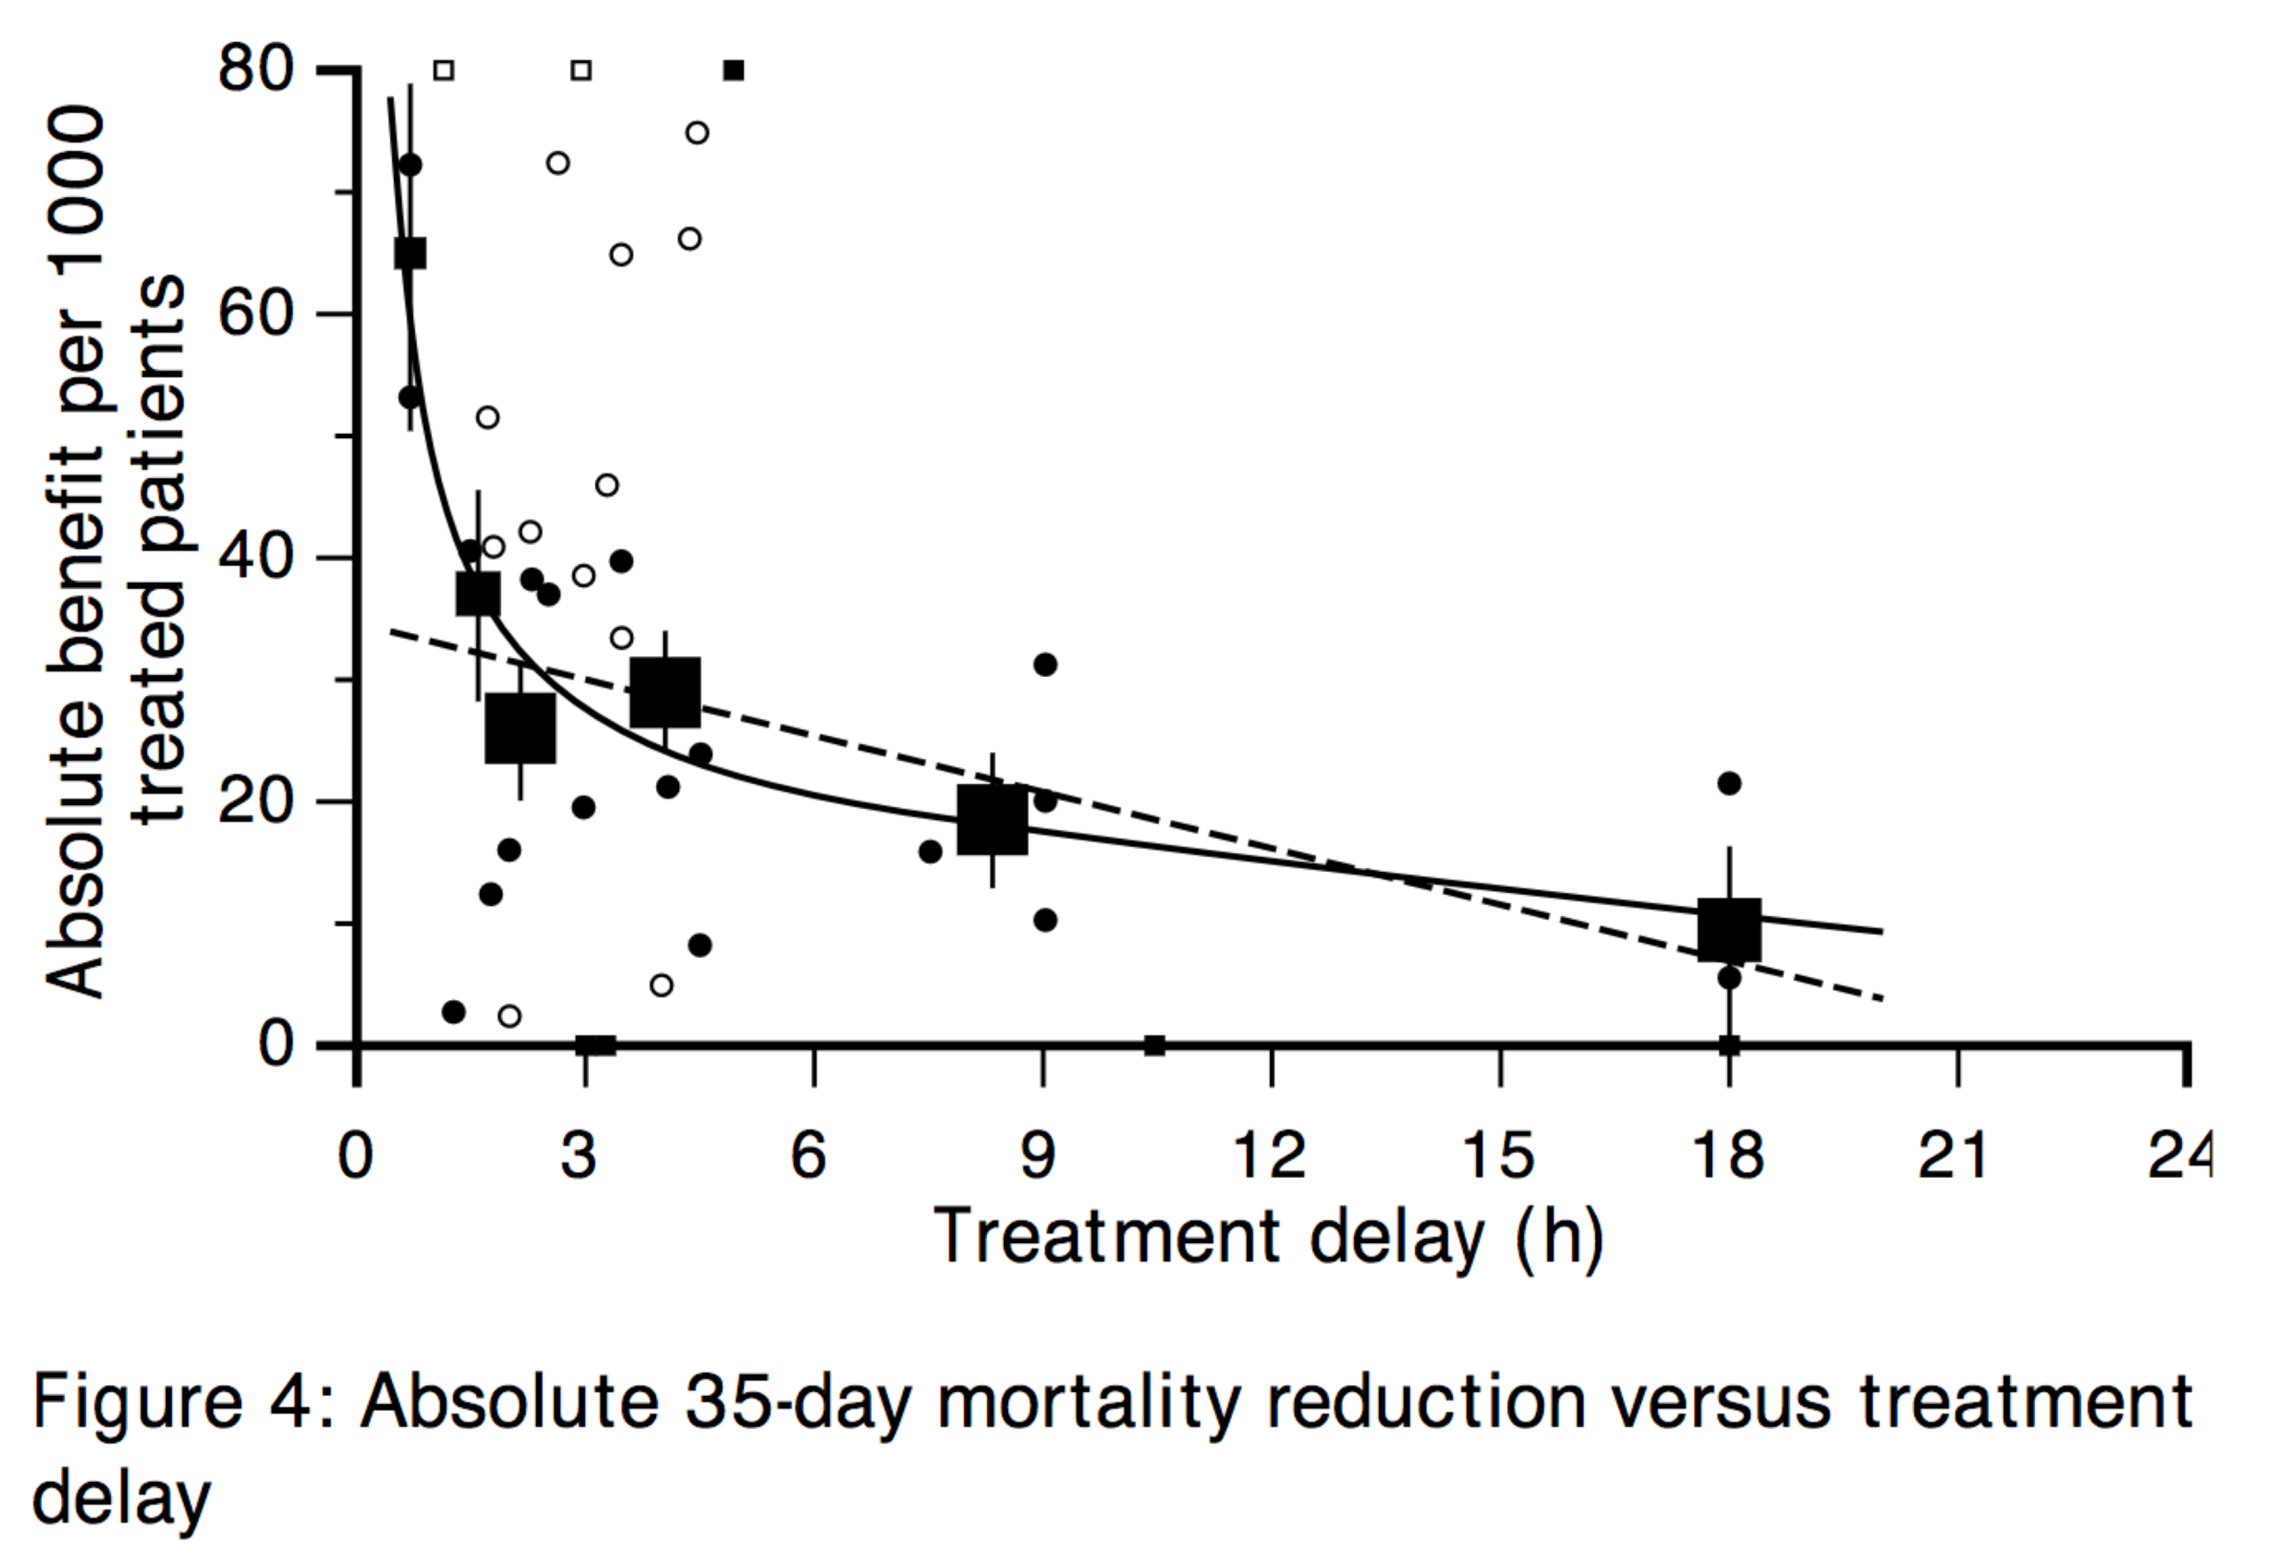 Absolute benefit per 1000
treated patients
80
60
40
20
0
0 3 6 9 12 15 18 21 24
Treatment delay (h)
Figure 4: Absolute 35-day mortality reduction versus treatment
delay